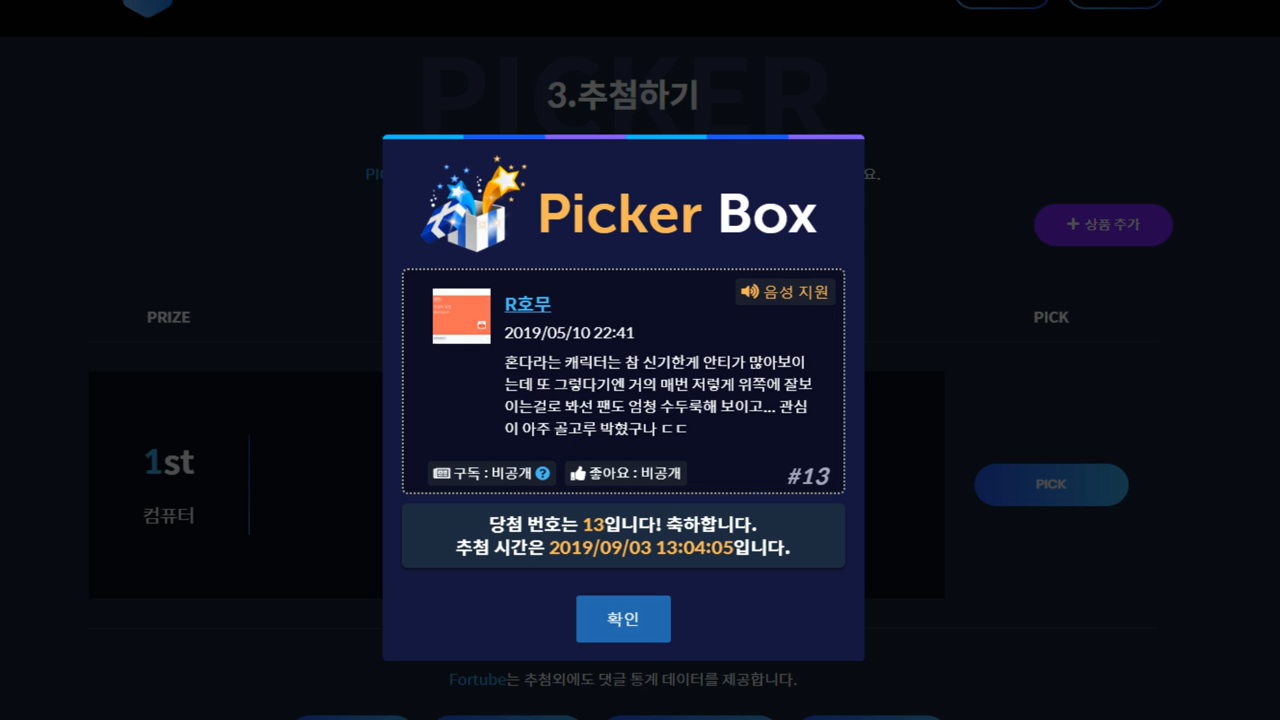 PICKER
3.추첨하기
요.
Picker Box
+ 상품 추가
음성 지원
R호무
2019/05/10 22:41
혼다라는 캐릭터는 참 신기한게 안티가 많아보이
는데 또 그렇다기엔 거의 매번 저렇게 위쪽에 잘보
이는걸로 봐선 팬도 엄청 수두룩해 보이고... 관심
이 아주 골고루 박혔구나 ㄷㄷ
구독 : 비공개 ?
좋아요 : 비공개
#13
PRIZE
PICK
1st
컴퓨터
PICK
당첨 번호는 13입니다! 축하합니다.
추첨 시간은 2019/09/03 13:04:05입니다.
확인
Fortube는 추첨외에도 댓글 통계 데이터를 제공합니다.